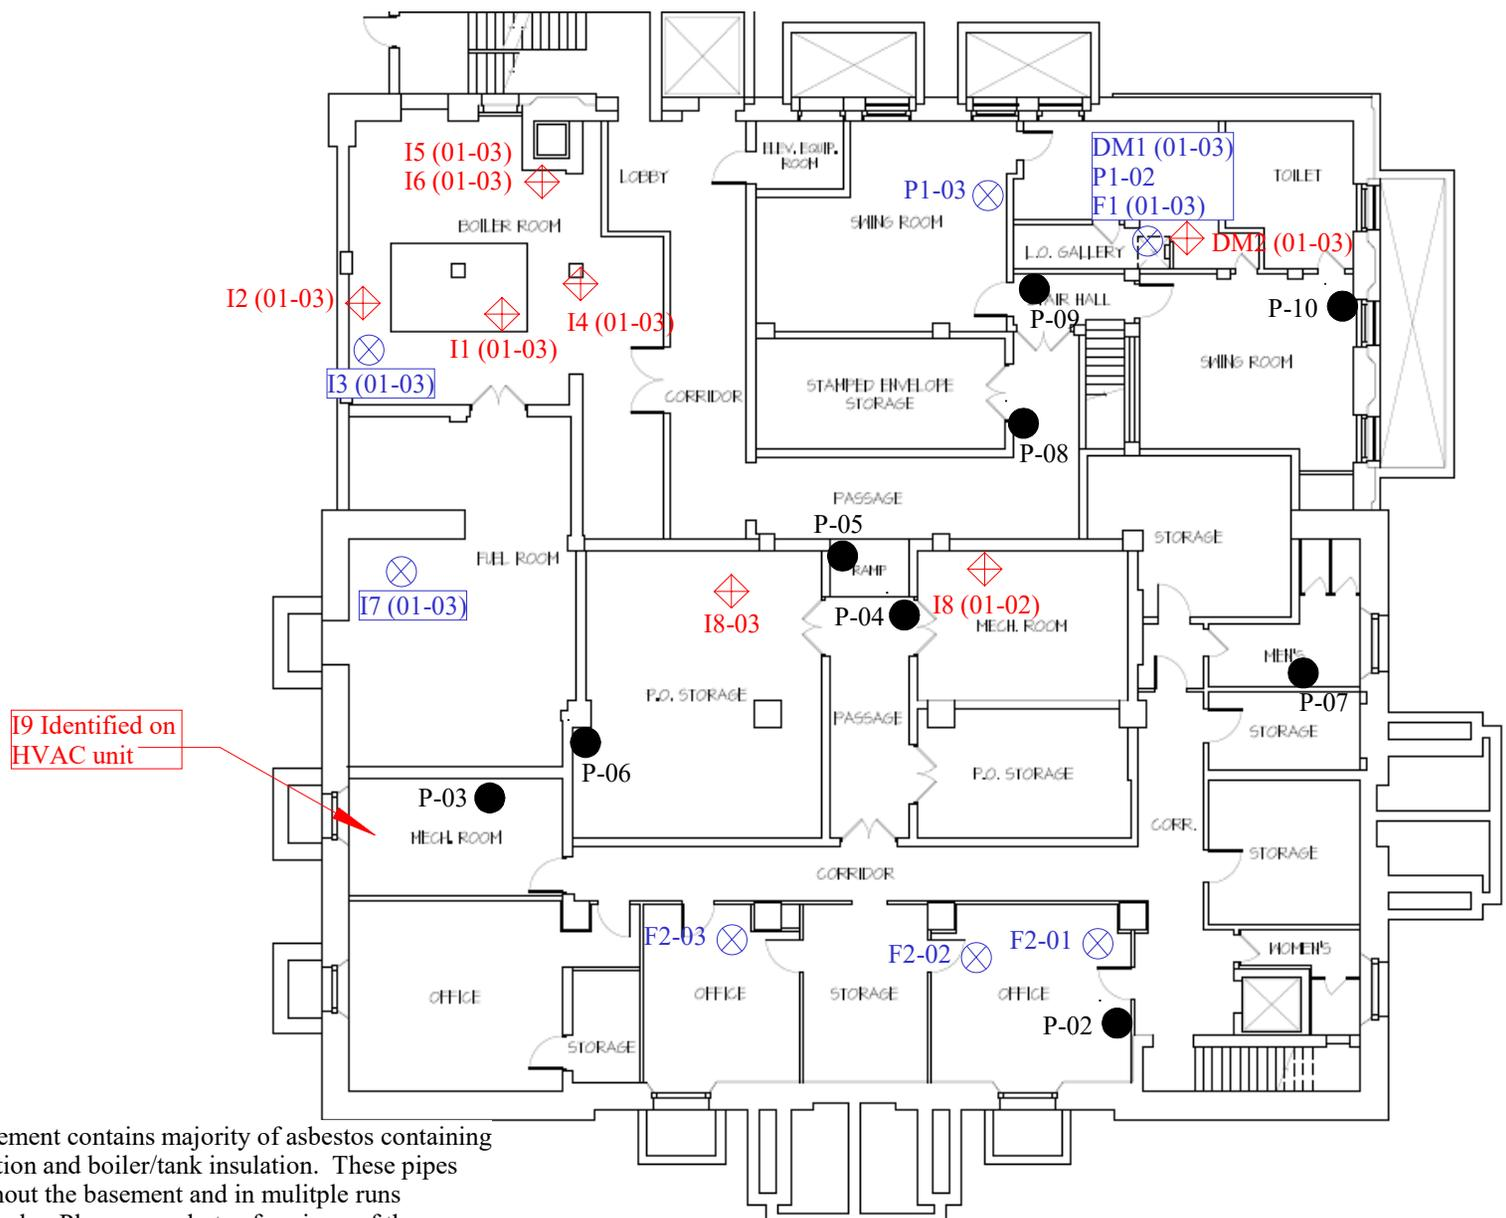 I5 (01-03)
I6 (01-03)
LOBBY
ELEV. EQUIP.
ROOM
BOILER ROOM
P1-03
SWING ROOM
DM1 (01-03)
P1-02
F1 (01-03)
TOILET
L.O. GALLERY
DM2 (01-03)
I2 (01-03)
I4 (01-03)
I1 (01-03)
I3 (01-03)
STAIR HALL
P-09
P-10
SWING ROOM
CORRIDOR
STAMPED ENVELOPE
STORAGE
P-08
PASSAGE
P-05
RAMP
STORAGE
FUEL ROOM
I7 (01-03)
I8-03
P-04
I8 (01-02)
MECH. ROOM
MEN'S
P-07
P.O. STORAGE
PASSAGE
STORAGE
I9 Identified on
HVAC unit
P-06
P.O. STORAGE
P-03
MECH. ROOM
CORR.
STORAGE
CORRIDOR
F2-03
F2-02
F2-01
WOMEN'S
OFFICE
OFFICE
STORAGE
OFFICE
P-02
STORAGE
ement contains majority of asbestos containing
tion and boiler/tank insulation. These pipes
nout the basement and in mulitple runs